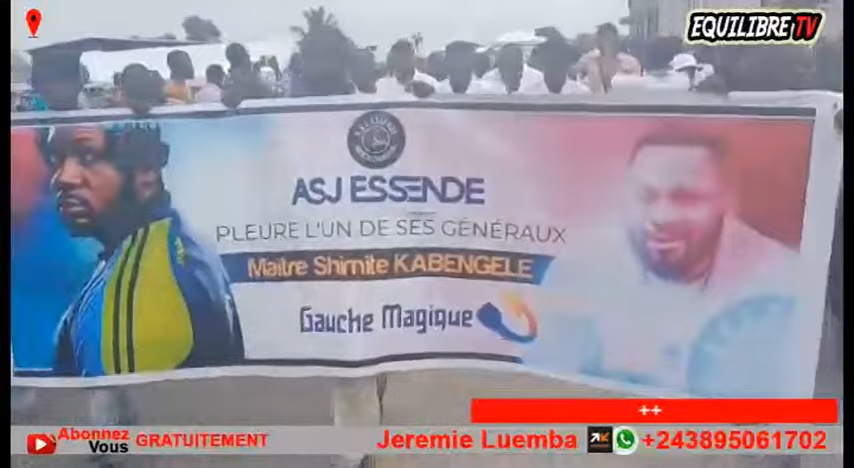 EQUILIBRE TV
ASJ ESSENDE
PLEURE L'UN DE SES GÉNÉRAUX
Maître Shimite KABENGELE
Gauche Magique
++
Abonnez
Vous GRATUITEMENT
Jeremie Luemba +243895061702